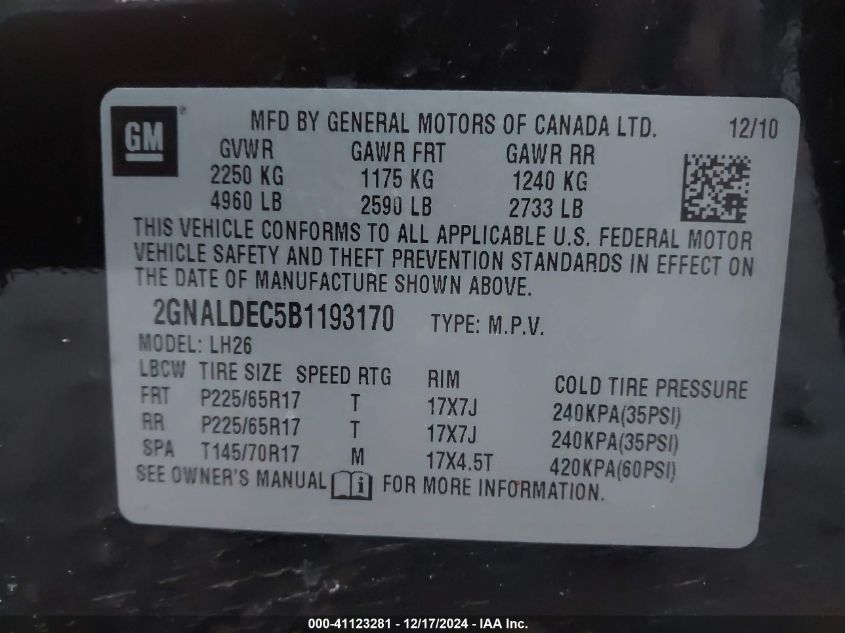 GM ® MFD BY GENERAL MOTORS OF CANADA LTD. 12/10
GVWR GAWR FRT GAWR RR
2250 KG 1175 KG 1240 KG
4960 LB 2590 LB 2733 LB
THIS VEHICLE CONFORMS TO ALL APPLICABLE U.S. FEDERAL MOTOR
VEHICLE SAFETY AND THEFT PREVENTION STANDARDS IN EFFECT ON
THE DATE OF MANUFACTURE SHOWN ABOVE.
2GNALDEC5B1193170 TYPE: M.P.V.
MODEL: LH26
LBCW TIRE SIZE SPEED RTG RIM COLD TIRE PRESSURE
FRT P225/65R17 T 17X7J 240KPA(35PSI)
RR P225/65R17 T 17X7J 240KPA(35PSI)
SPA T145/70R17 M 17X4.5T 420KPA(60PSI)
SEE OWNER'S MANUAL i FOR MORE INFORMATION.
000-41123281 - 12/17/2024 - IAA Inc.